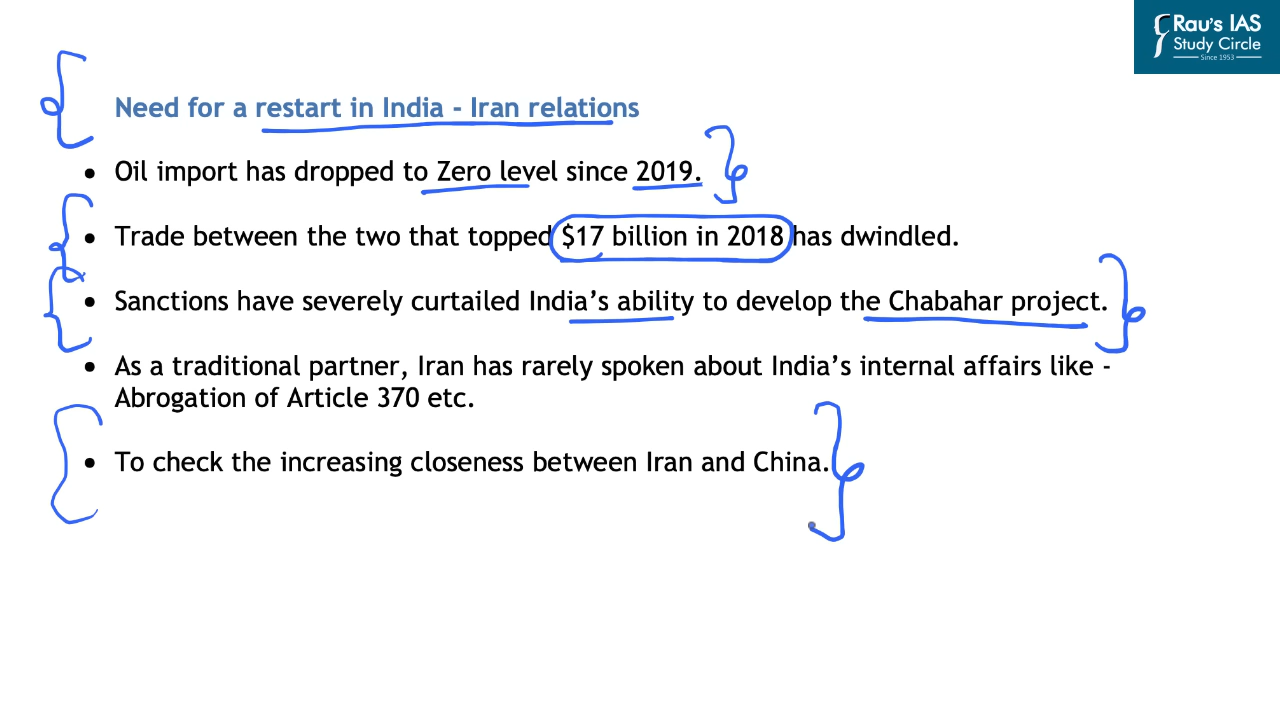 Rau's IAS
Study Circle
Since 1953
Need for a restart in India - Iran relations
• Oil import has dropped to Zero level since 2019.
• Trade between the two that topped $17 billion in 2018 has dwindled.
• Sanctions have severely curtailed India's ability to develop the Chabahar project.
• As a traditional partner, Iran has rarely spoken about India's internal affairs like -
Abrogation of Article 370 etc.
• To check the increasing closeness between Iran and China.